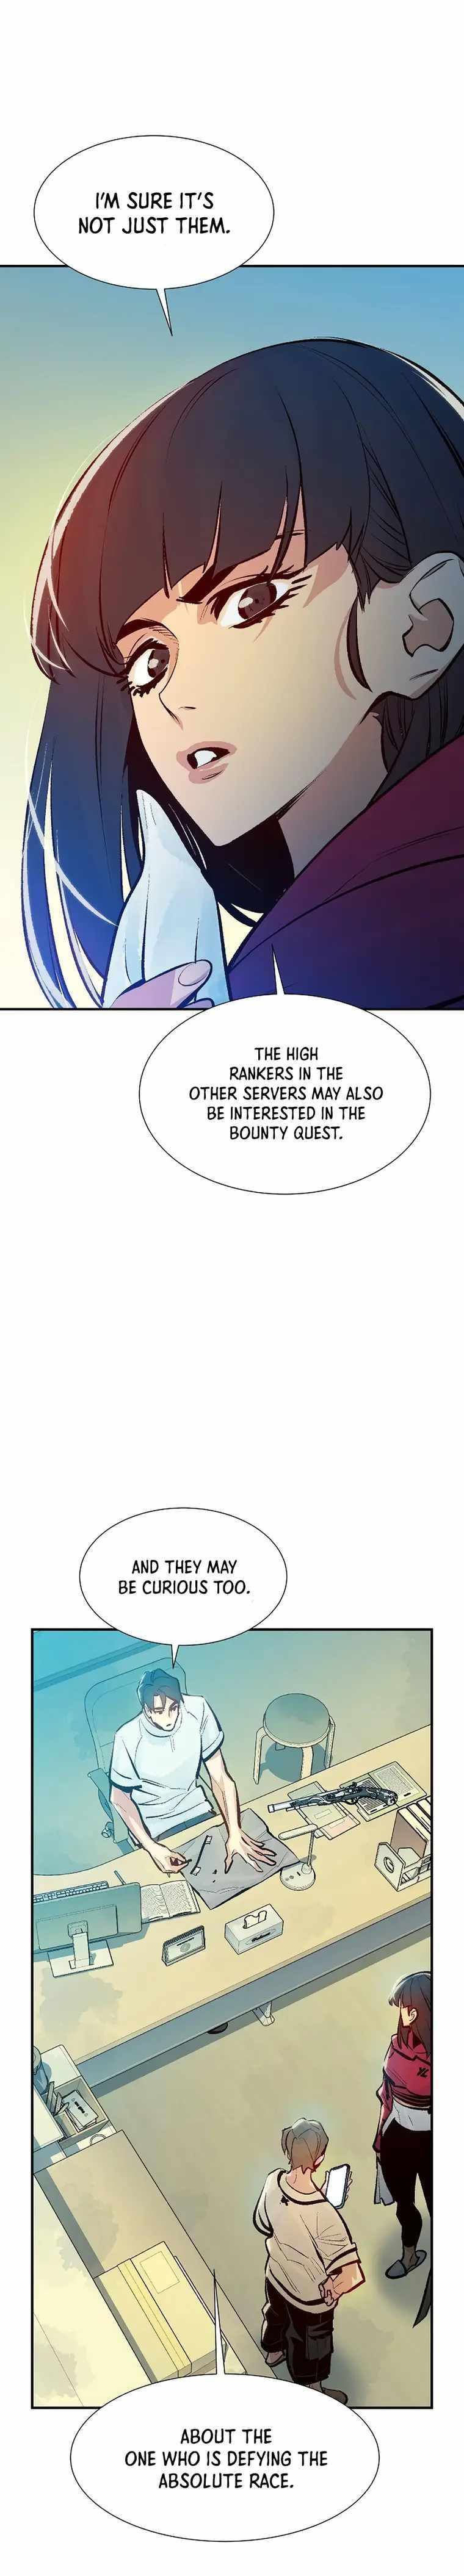 I'M SURE IT'S
NOT JUST THEM.
THE HIGH
RANKERS IN THE
OTHER SERVERS MAY ALSO
BE INTERESTED IN THE
BOUNTY QUEST.
AND THEY MAY
BE CURIOUS TOO.
ABOUT THE
ONE WHO IS DEFYING THE
ABSOLUTE RACE.